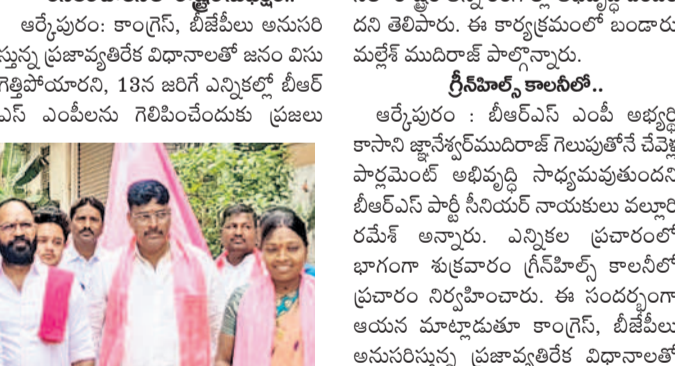 ఆర్కేపురం: కాంగ్రెస్, బీజేపీలు అనుసరి
స్తున్న ప్రజావ్యతిరేక విధానాలతో జనం విసు
గెత్తిపోయారని, 13న జరిగే ఎన్నికల్లో బీఆర్
ఎస్ ఎంపీలను గెలిపించేందుకు ప్రజలు
దని తెలిపారు. ఈ కార్యక్రమంలో బండారు
మల్లేశ్ ముదిరాజ్ పాల్గొన్నారు.
గ్రీన్‌హిల్స్ కాలనీలో..
ఆర్కేపురం : బీఆర్ఎస్ ఎంపీ అభ్యర్థి
కాసాని జ్ఞానేశ్వర్‌ముదిరాజ్ గెలుపుతోనే చేవెళ్ల
పార్లమెంట్ అభివృద్ధి సాధ్యమవుతుందని
బీఆర్ఎస్ పార్టీ సీనియర్ నాయకులు వల్లూరి
రమేశ్ అన్నారు. ఎన్నికల ప్రచారంలో
భాగంగా శుక్రవారం గ్రీన్‌హిల్స్ కాలనీలో
ప్రచారం నిర్వహించారు. ఈ సందర్భంగా
ఆయన మాట్లాడుతూ కాంగ్రెస్, బీజేపీలు
అనుసరిస్తున్న ప్రజావ్యతిరేక విధానాలతో